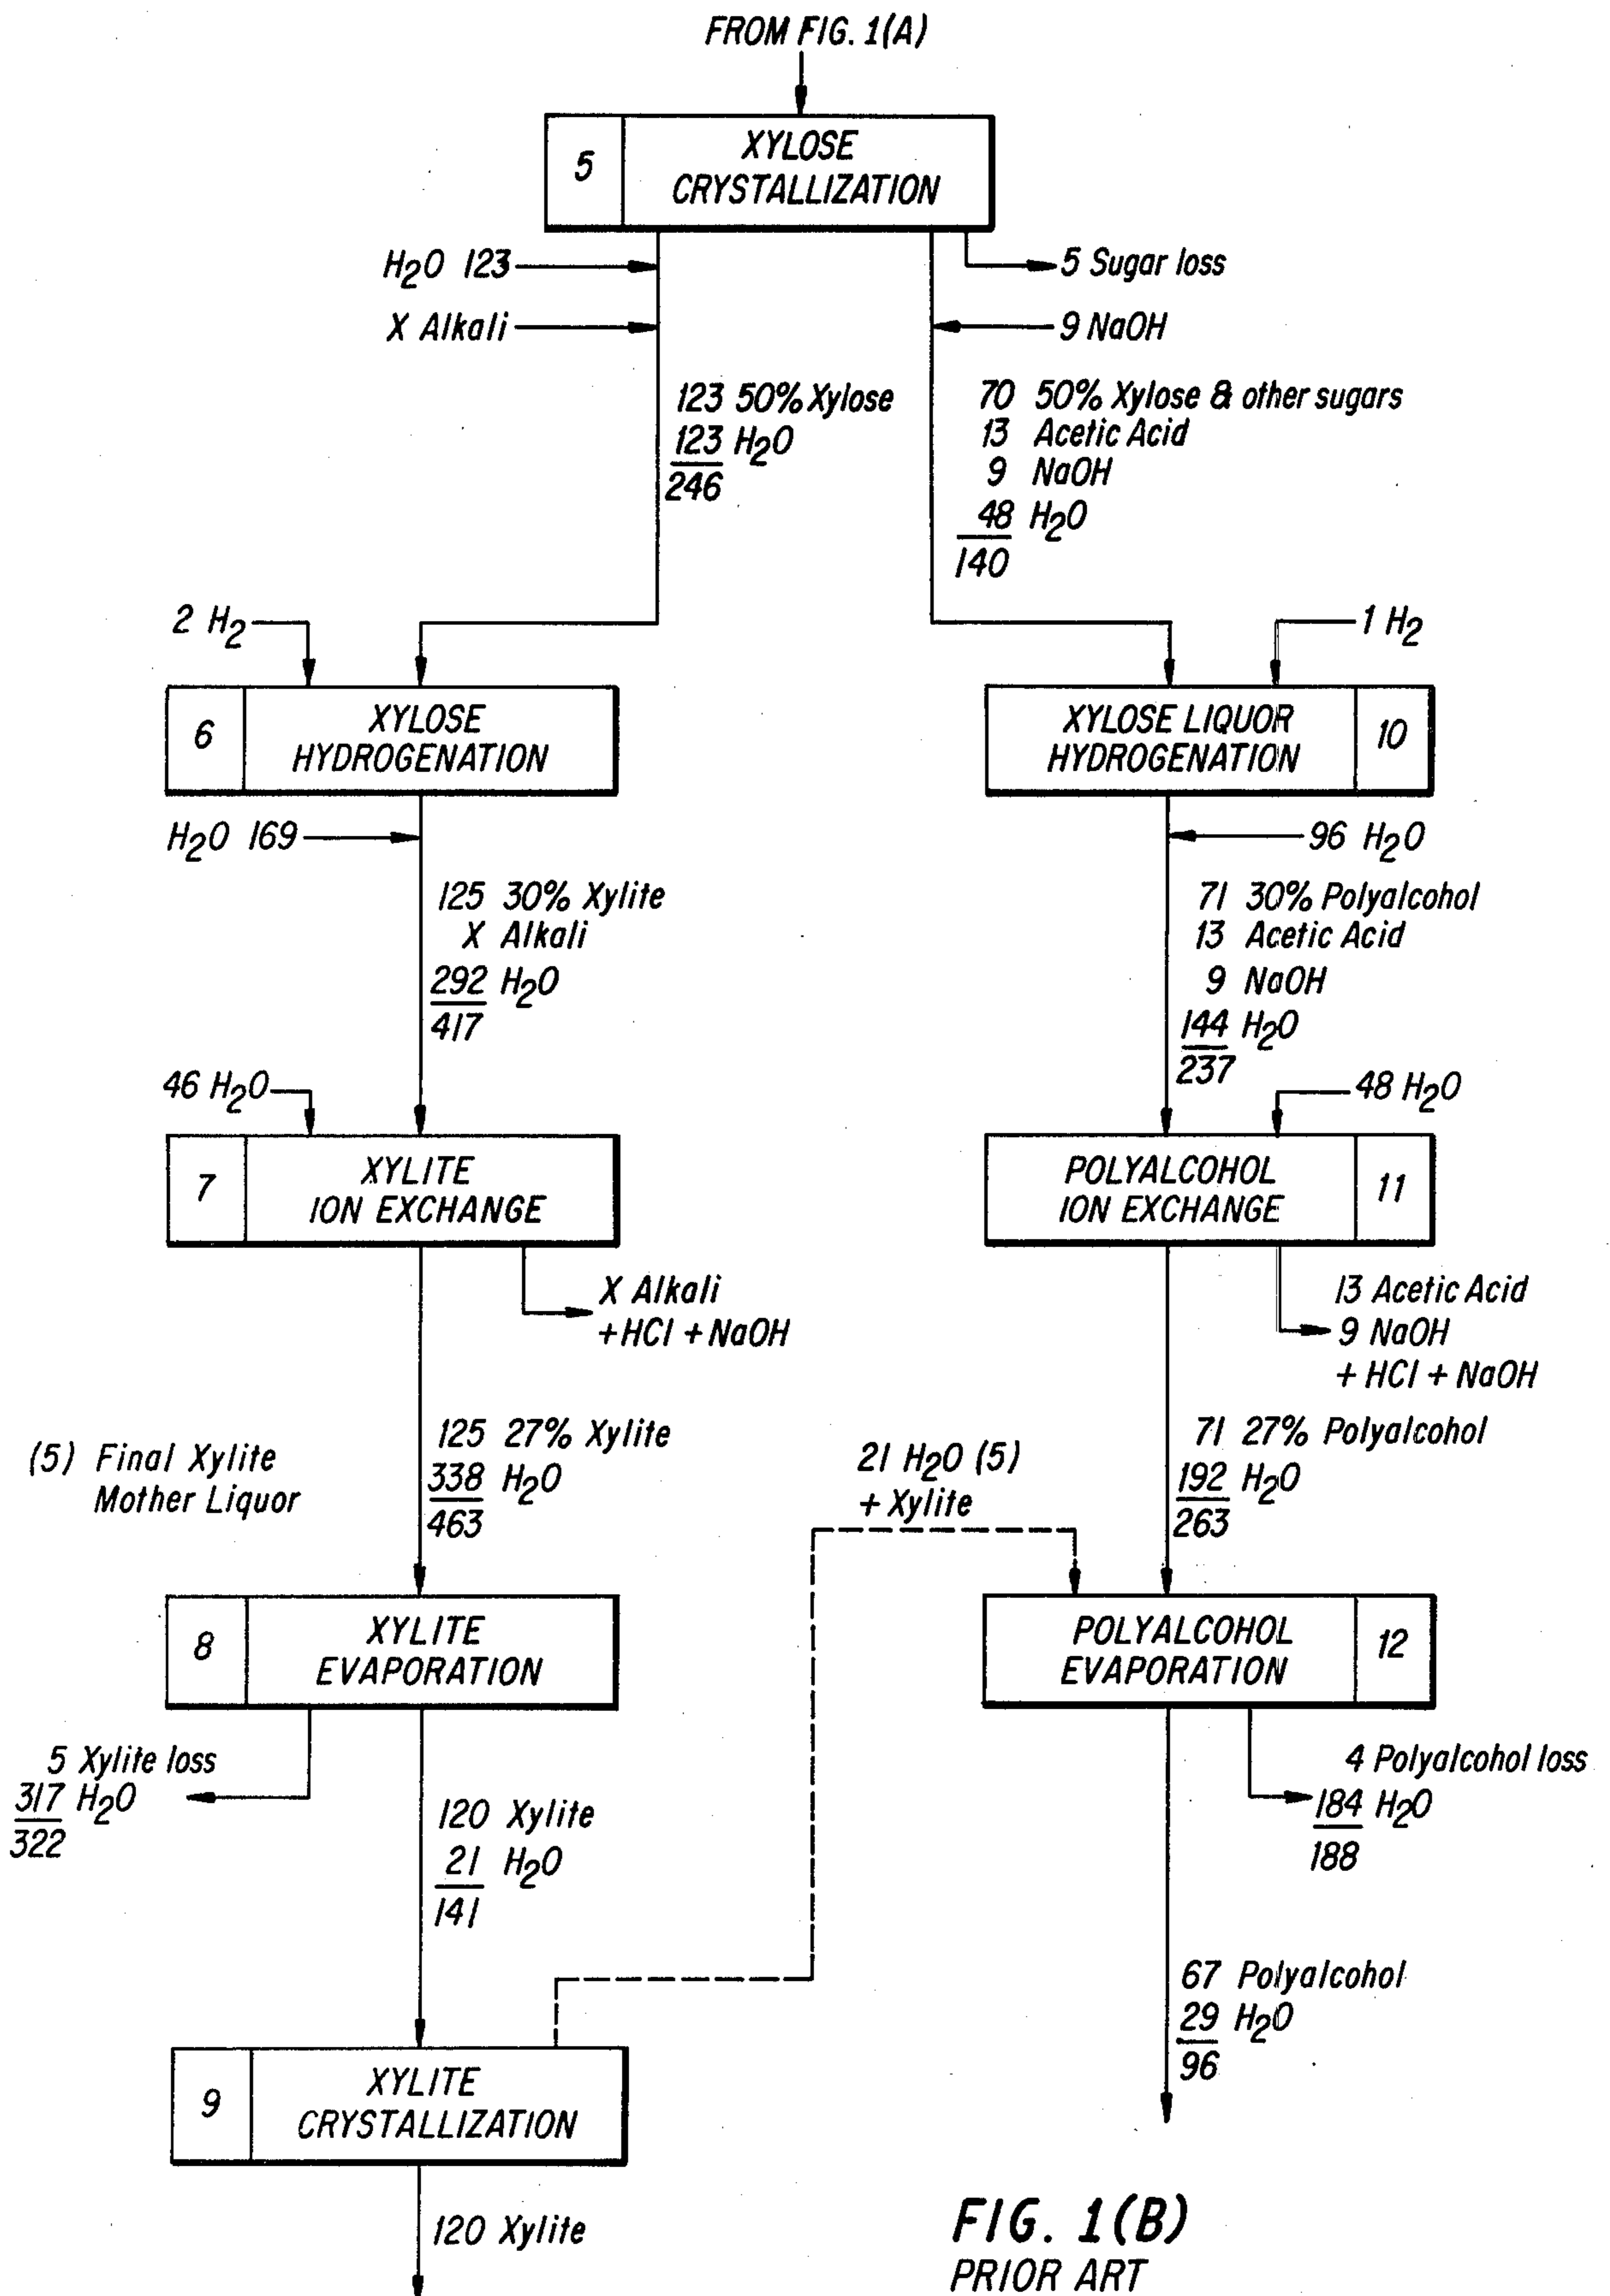 FROM FIG. 1(A)
5
XYLOSE
CRYSTALLIZATION
H2O 123
5 Sugar loss
X Alkali
9 NaOH
123 50% Xylose
123 H2O
246
70 50% Xylose & other sugars
13 Acetic Acid
9 NaOH
48 H2O
140
2 H2
1 H2
6
XYLOSE
HYDROGENATION
XYLOSE LIQUOR
HYDROGENATION
10
H2O 169
96 H2O
125 30% Xylite
X Alkali
292 H2O
417
71 30% Polyalcohol
13 Acetic Acid
9 NaOH
144 H2O
237
46 H2O
48 H2O
7
XYLITE
ION EXCHANGE
POLYALCOHOL
ION EXCHANGE
11
X Alkali
+HCl + NaOH
13 Acetic Acid
9 NaOH
+ HCl + NaOH
(5) Final Xylite
Mother Liquor
125 27% Xylite
338 H2O
463
21 H2O (5)
+ Xylite
71 27% Polyalcohol
192 H2O
263
8
XYLITE
EVAPORATION
POLYALCOHOL
EVAPORATION
12
5 Xylite loss
317 H2O
322
120 Xylite
21 H2O
141
4 Polyalcohol loss
184 H2O
188
67 Polyalcohol
29 H2O
96
9
XYLITE
CRYSTALLIZATION
120 Xylite
FIG. 1(B)
PRIOR ART